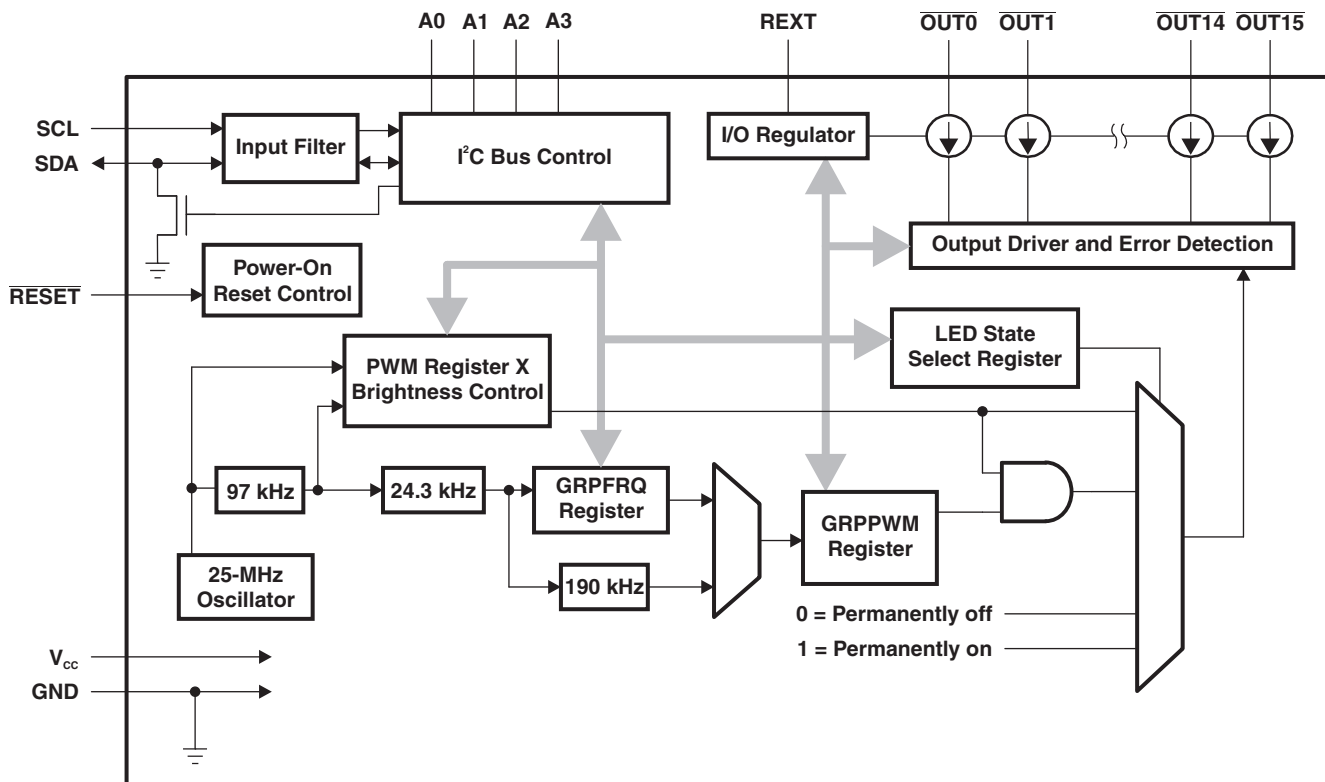 A0 A1 A2 A3 REXT OUT0 OUT1 OUT14 OUT15
SCL
SDA
Input Filter
I²C Bus Control
I/O Regulator
Output Driver and Error Detection
RESET
Power-On
Reset Control
LED State
Select Register
PWM Register X
Brightness Control
97 kHz
24.3 kHz
GRPFRQ
Register
GRPPWM
Register
25-MHz
Oscillator
190 kHz
0 = Permanently off
1 = Permanently on
VCC
GND